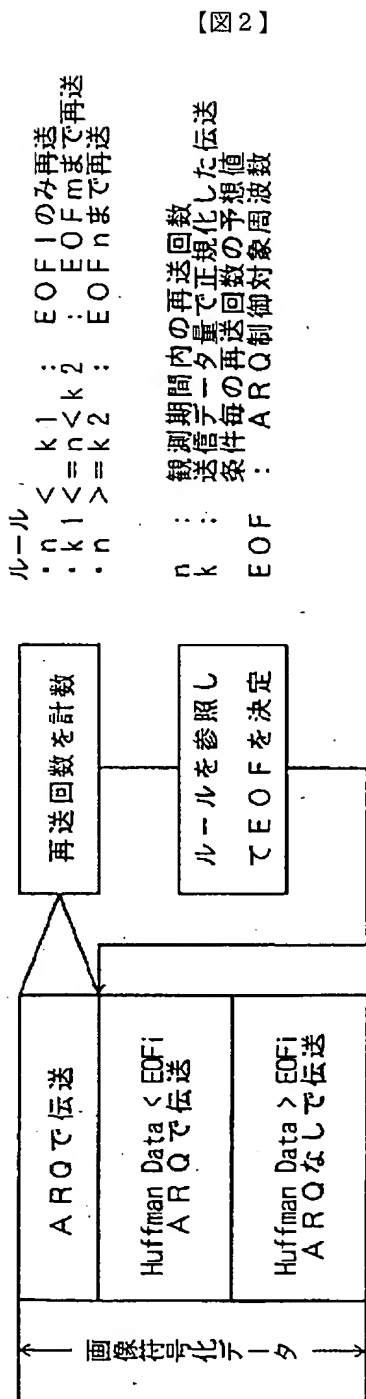 【図2】
ルール
・n < k1 : EOFlのみ再送
・k1<=n<k2 : EOFmまで再送
・n >=k2 : EOFnまで再送
n : 観測期間内の再送回数
k : 送信データ量で正規化した伝送
条件毎の再送回数の予想値
EOF : ARQ制御対象周波数
再送回数を計数
ルールを参照し
てEOFを決定
ARQで伝送
Huffman Data < EOFi
ARQで伝送
Huffman Data > EOFi
ARQなしで伝送
画像符号化データ